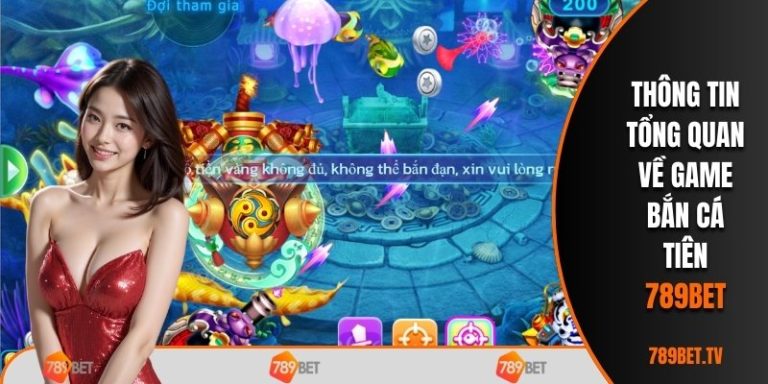 Đợi tham gia
200
ố tiền vàng không đủ, không thể bắn đạn, xin vui lòng n
THÔNG TIN
TỔNG QUAN
VỀ GAME
BẮN CÁ
TIÊN
789BET
789BET.TV
789BET
789BET
789BET